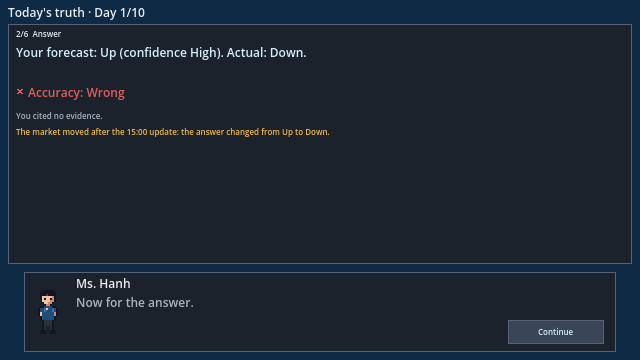 Today's truth · Day 1/10
2/6 Answer
Your forecast: Up (confidence High). Actual: Down.
× Accuracy: Wrong
You cited no evidence.
The market moved after the 15:00 update: the answer changed from Up to Down.
Ms. Hanh
Now for the answer.
Continue